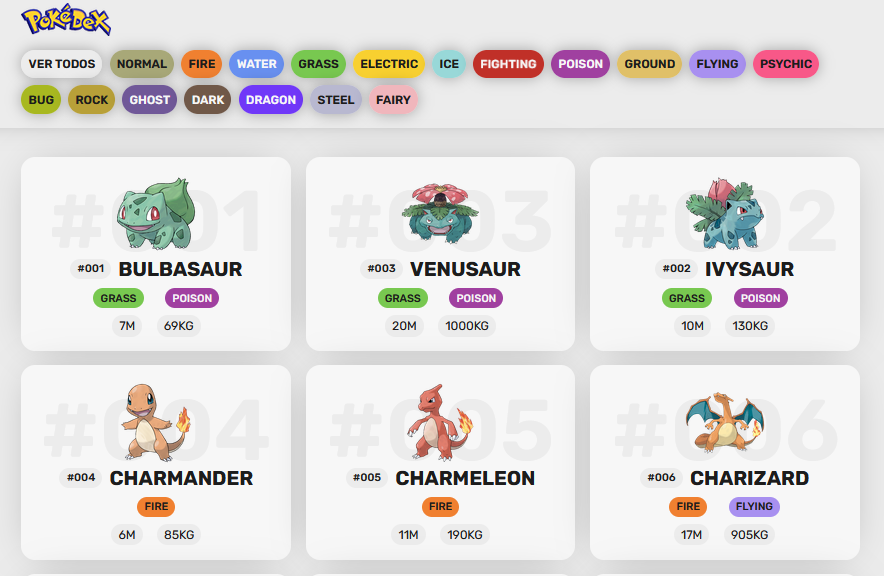 POKéDEX
VER TODOS NORMAL FIRE WATER GRASS ELECTRIC ICE FIGHTING POISON GROUND FLYING PSYCHIC
BUG ROCK GHOST DARK DRAGON STEEL FAIRY
#001 #003 #002
#001 BULBASAUR #003 VENUSAUR #002 IVYSAUR
GRASS POISON GRASS POISON GRASS POISON
7M 69KG 20M 1000KG 10M 130KG
#004 #005 #006
#004 CHARMANDER #005 CHARMELEON #006 CHARIZARD
FIRE FIRE FIRE FLYING
6M 85KG 11M 190KG 17M 905KG